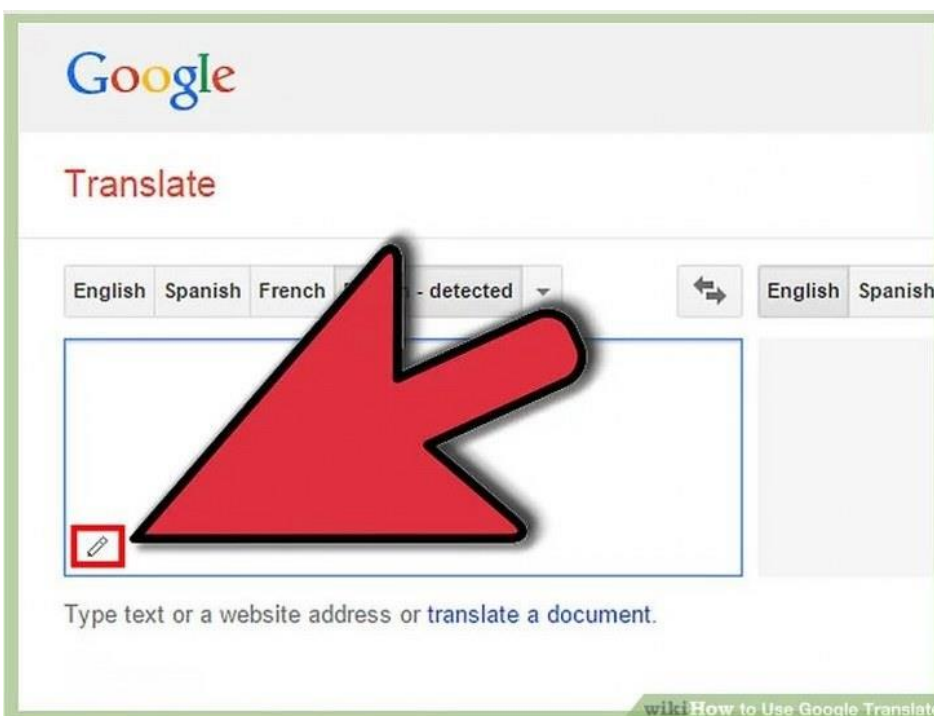 Google
Translate
English Spanish French - detected English Spanish
Type text or a website address or translate a document.
wikiHow to Use Google Translate